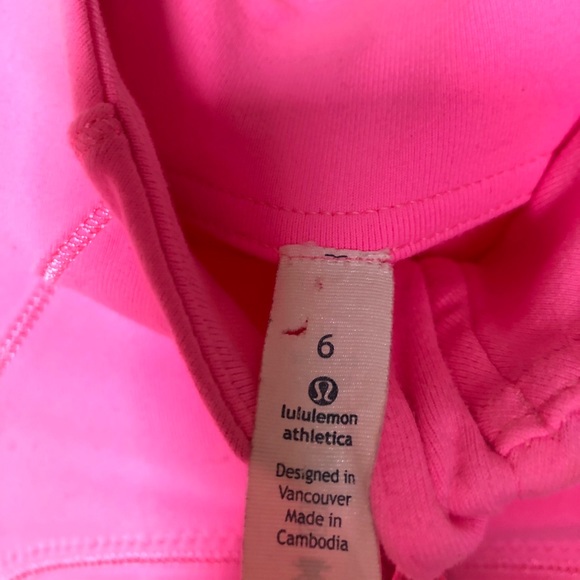 6
lululemon
athletica
Designed in
Vancouver
Made in
Cambodia